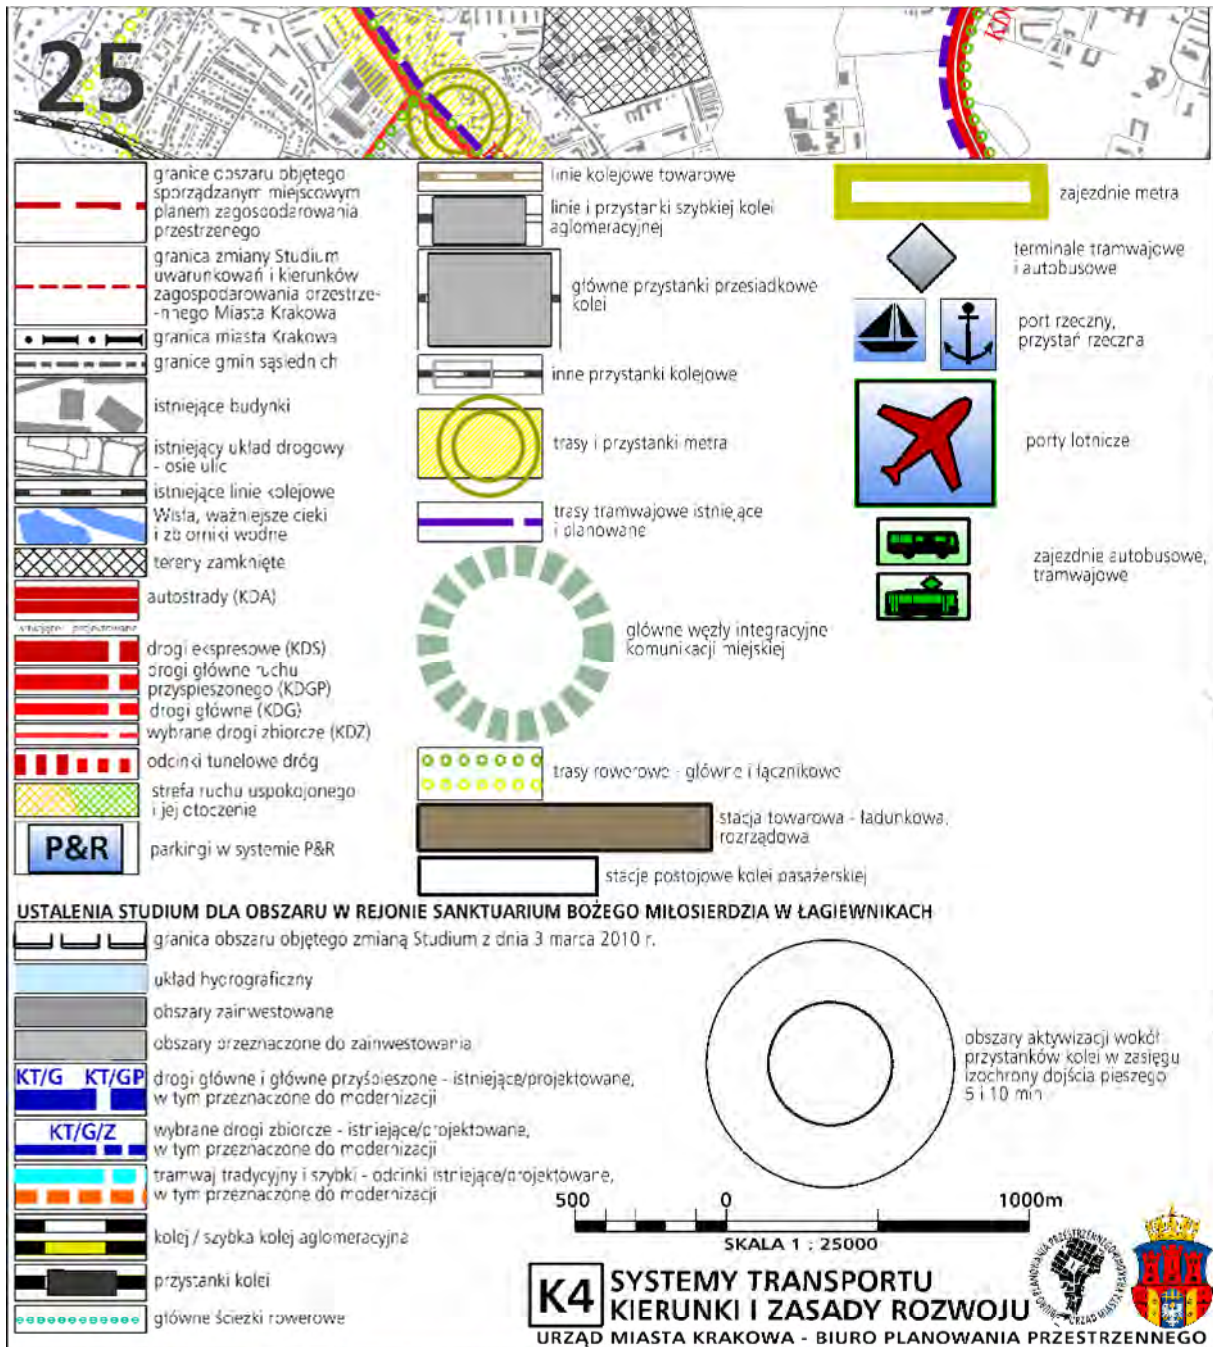 25
granice obszaru objętego
sporządzanym miejscowym
planem zagospodarowania
przestrzenego
granica zmiany Studium
uwarunkowań i kierunków
zagospodarowania przestrze-
-nnego Miasta Krakowa
granica miasta Krakowa
granice gmin sąsiednich
istniejące budynki
istniejący układ drogowy
- osie ulic
istniejące linie kolejowe
Wisła, ważniejsze cieki
i zbiorniki wodne
tereny zamknięte
autostrady (KDA)
drogi ekspresowe (KDS)
drogi główne ruchu
przyspieszonego (KDGP)
drogi główne (KDG)
wybrane drogi zbiorcze (KDZ)
odcinki tunelowe dróg
strefa ruchu uspokojonego
i jej otoczenie
P&R
parkingi w systemie P&R
linie kolejowe towarowe
linie i przystanki szybkiej kolei
aglomeracyjnej
główne przystanki przesiadkowe
kolei
inne przystanki kolejowe
trasy i przystanki metra
trasy tramwajowe istniejące
i planowane
główne węzły integracyjne
komunikacji miejskiej
trasy rowerowe - główne i łącznikowe
stacja towarowa - ładunkowa,
rozrządowa
stacje postojowe kolei pasażerskiej
zajezdnie metra
terminale tramwajowe
i autobusowe
port rzeczny,
przystań rzeczna
porty lotnicze
zajezdnie autobusowe,
tramwajowe
USTALENIA STUDIUM DLA OBSZARU W REJONIE SANKTUARIUM BOŻEGO MIŁOSIERDZIA W ŁAGIEWNIKACH
granica obszaru objętego zmianą Studium z dnia 3 marca 2010 r.
układ hydrograficzny
obszary zainwestowane
obszary przeznaczone do zainwestowania
KT/G KT/GP
drogi główne i główne przyśpieszone - istniejące/projektowane,
w tym przeznaczone do modernizacji
KT/G/Z
wybrane drogi zbiorcze - istniejące/projektowane,
w tym przeznaczone do modernizacji
tramwaj tradycyjny i szybki - odcinki istniejące/projektowane,
w tym przeznaczone do modernizacji
kolej / szybka kolej aglomeracyjna
przystanki kolei
główne ścieżki rowerowe
obszary aktywizacji wokół
przystanków kolei w zasięgu
izochrony dojścia pieszego
5 i 10 min
500 0 1000m
SKALA 1 : 25000
K4
SYSTEMY TRANSPORTU
KIERUNKI I ZASADY ROZWOJU
URZĄD MIASTA KRAKOWA - BIURO PLANOWANIA PRZESTRZENNEGO